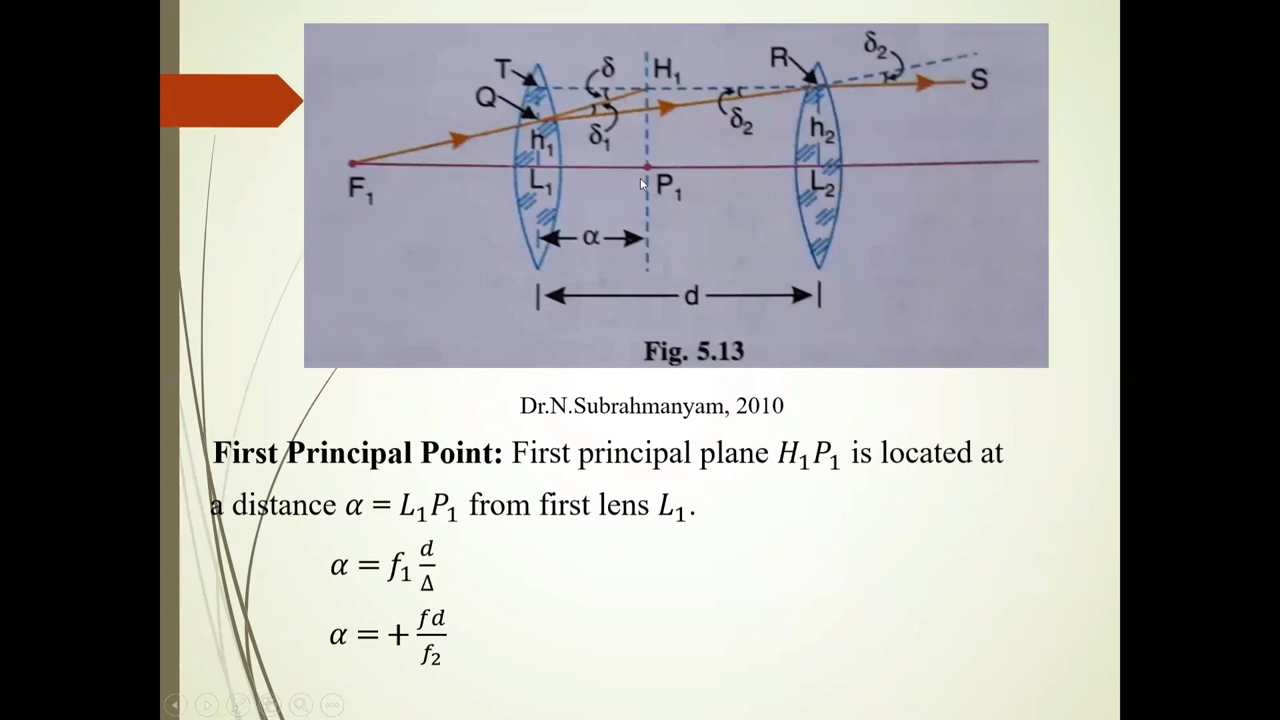 δ₂
T δ H₁ R S
Q
δ₁ δ₂
h₁ h₂
F₁ L₁ P₁ L₂
α
d
Fig. 5.13
Dr.N.Subrahmanyam, 2010
First Principal Point: First principal plane H₁P₁ is located at
a distance α = L₁P₁ from first lens L₁.
α = f₁ d/Δ
α = + fd/f₂